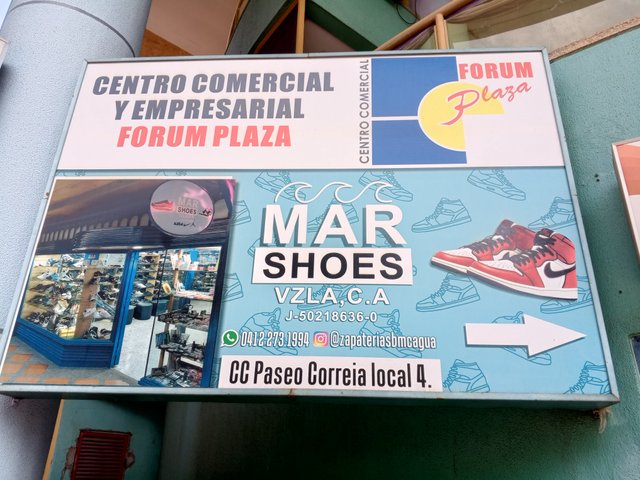 CENTRO COMERCIAL
Y EMPRESARIAL
FORUM PLAZA
CENTRO COMERCIAL
FORUM
Plaza
MAR
SHOES
MAR
SHOES
VZLA,C.A
J-50218636-0
0412 273.1994 @zapateriasbmcagua
CC Paseo Correia local 4.